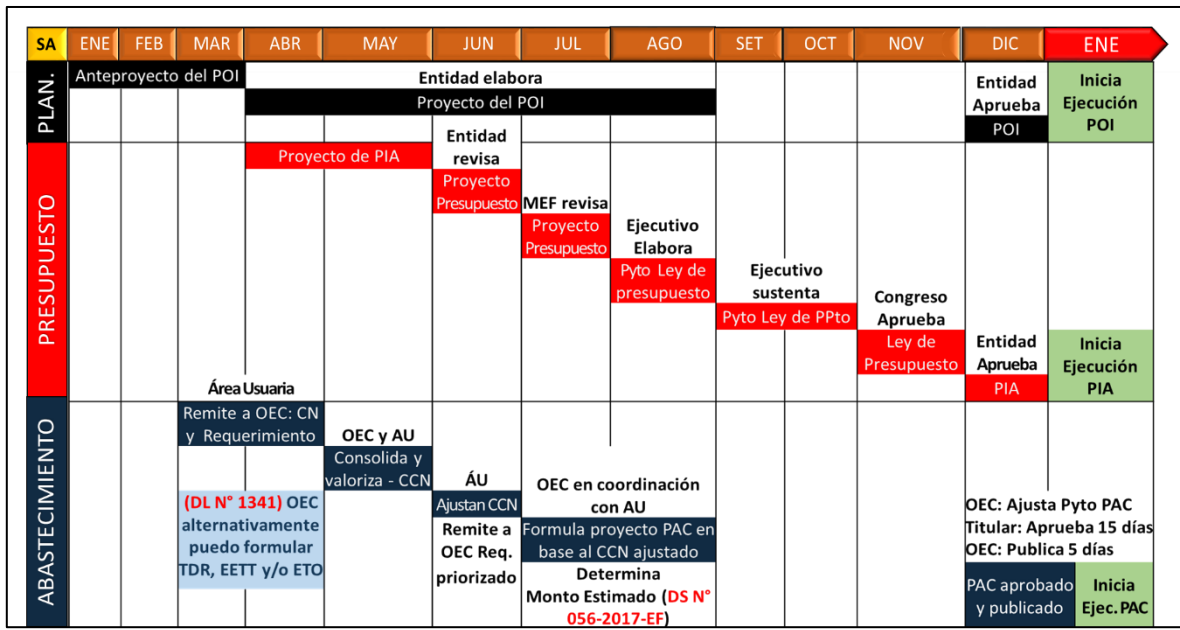 SA ENE FEB MAR ABR MAY JUN JUL AGO SET OCT NOV DIC ENE
PLAN.
Anteproyecto del POI
Entidad elabora
Proyecto del POI
Entidad
Aprueba
POI
Inicia
Ejecución
POI
PRESUPUESTO
Proyecto de PIA
Entidad
revisa
Proyecto
Presupuesto
MEF revisa
Proyecto
Presupuesto
Ejecutivo
Elabora
Pyto Ley de
presupuesto
Ejecutivo
sustenta
Pyto Ley de PPto
Congreso
Aprueba
Ley de
Presupuesto
Entidad
Aprueba
PIA
Inicia
Ejecución
PIA
ABASTECIMIENTO
Área Usuaria
Remite a OEC: CN
y Requerimiento
(DL N° 1341) OEC
alternativamente
puedo formular
TDR, EETT y/o ETO
OEC y AU
Consolida y
valoriza - CCN
ÁU
Ajustan CCN
Remite a
OEC Req.
priorizado
OEC en coordinación
con AU
Formula proyecto PAC en
base al CCN ajustado
Determina
Monto Estimado (DS N°
056-2017-EF)
OEC: Ajusta Pyto PAC
Titular: Aprueba 15 días
OEC: Publica 5 días
PAC aprobado
y publicado
Inicia
Ejec. PAC